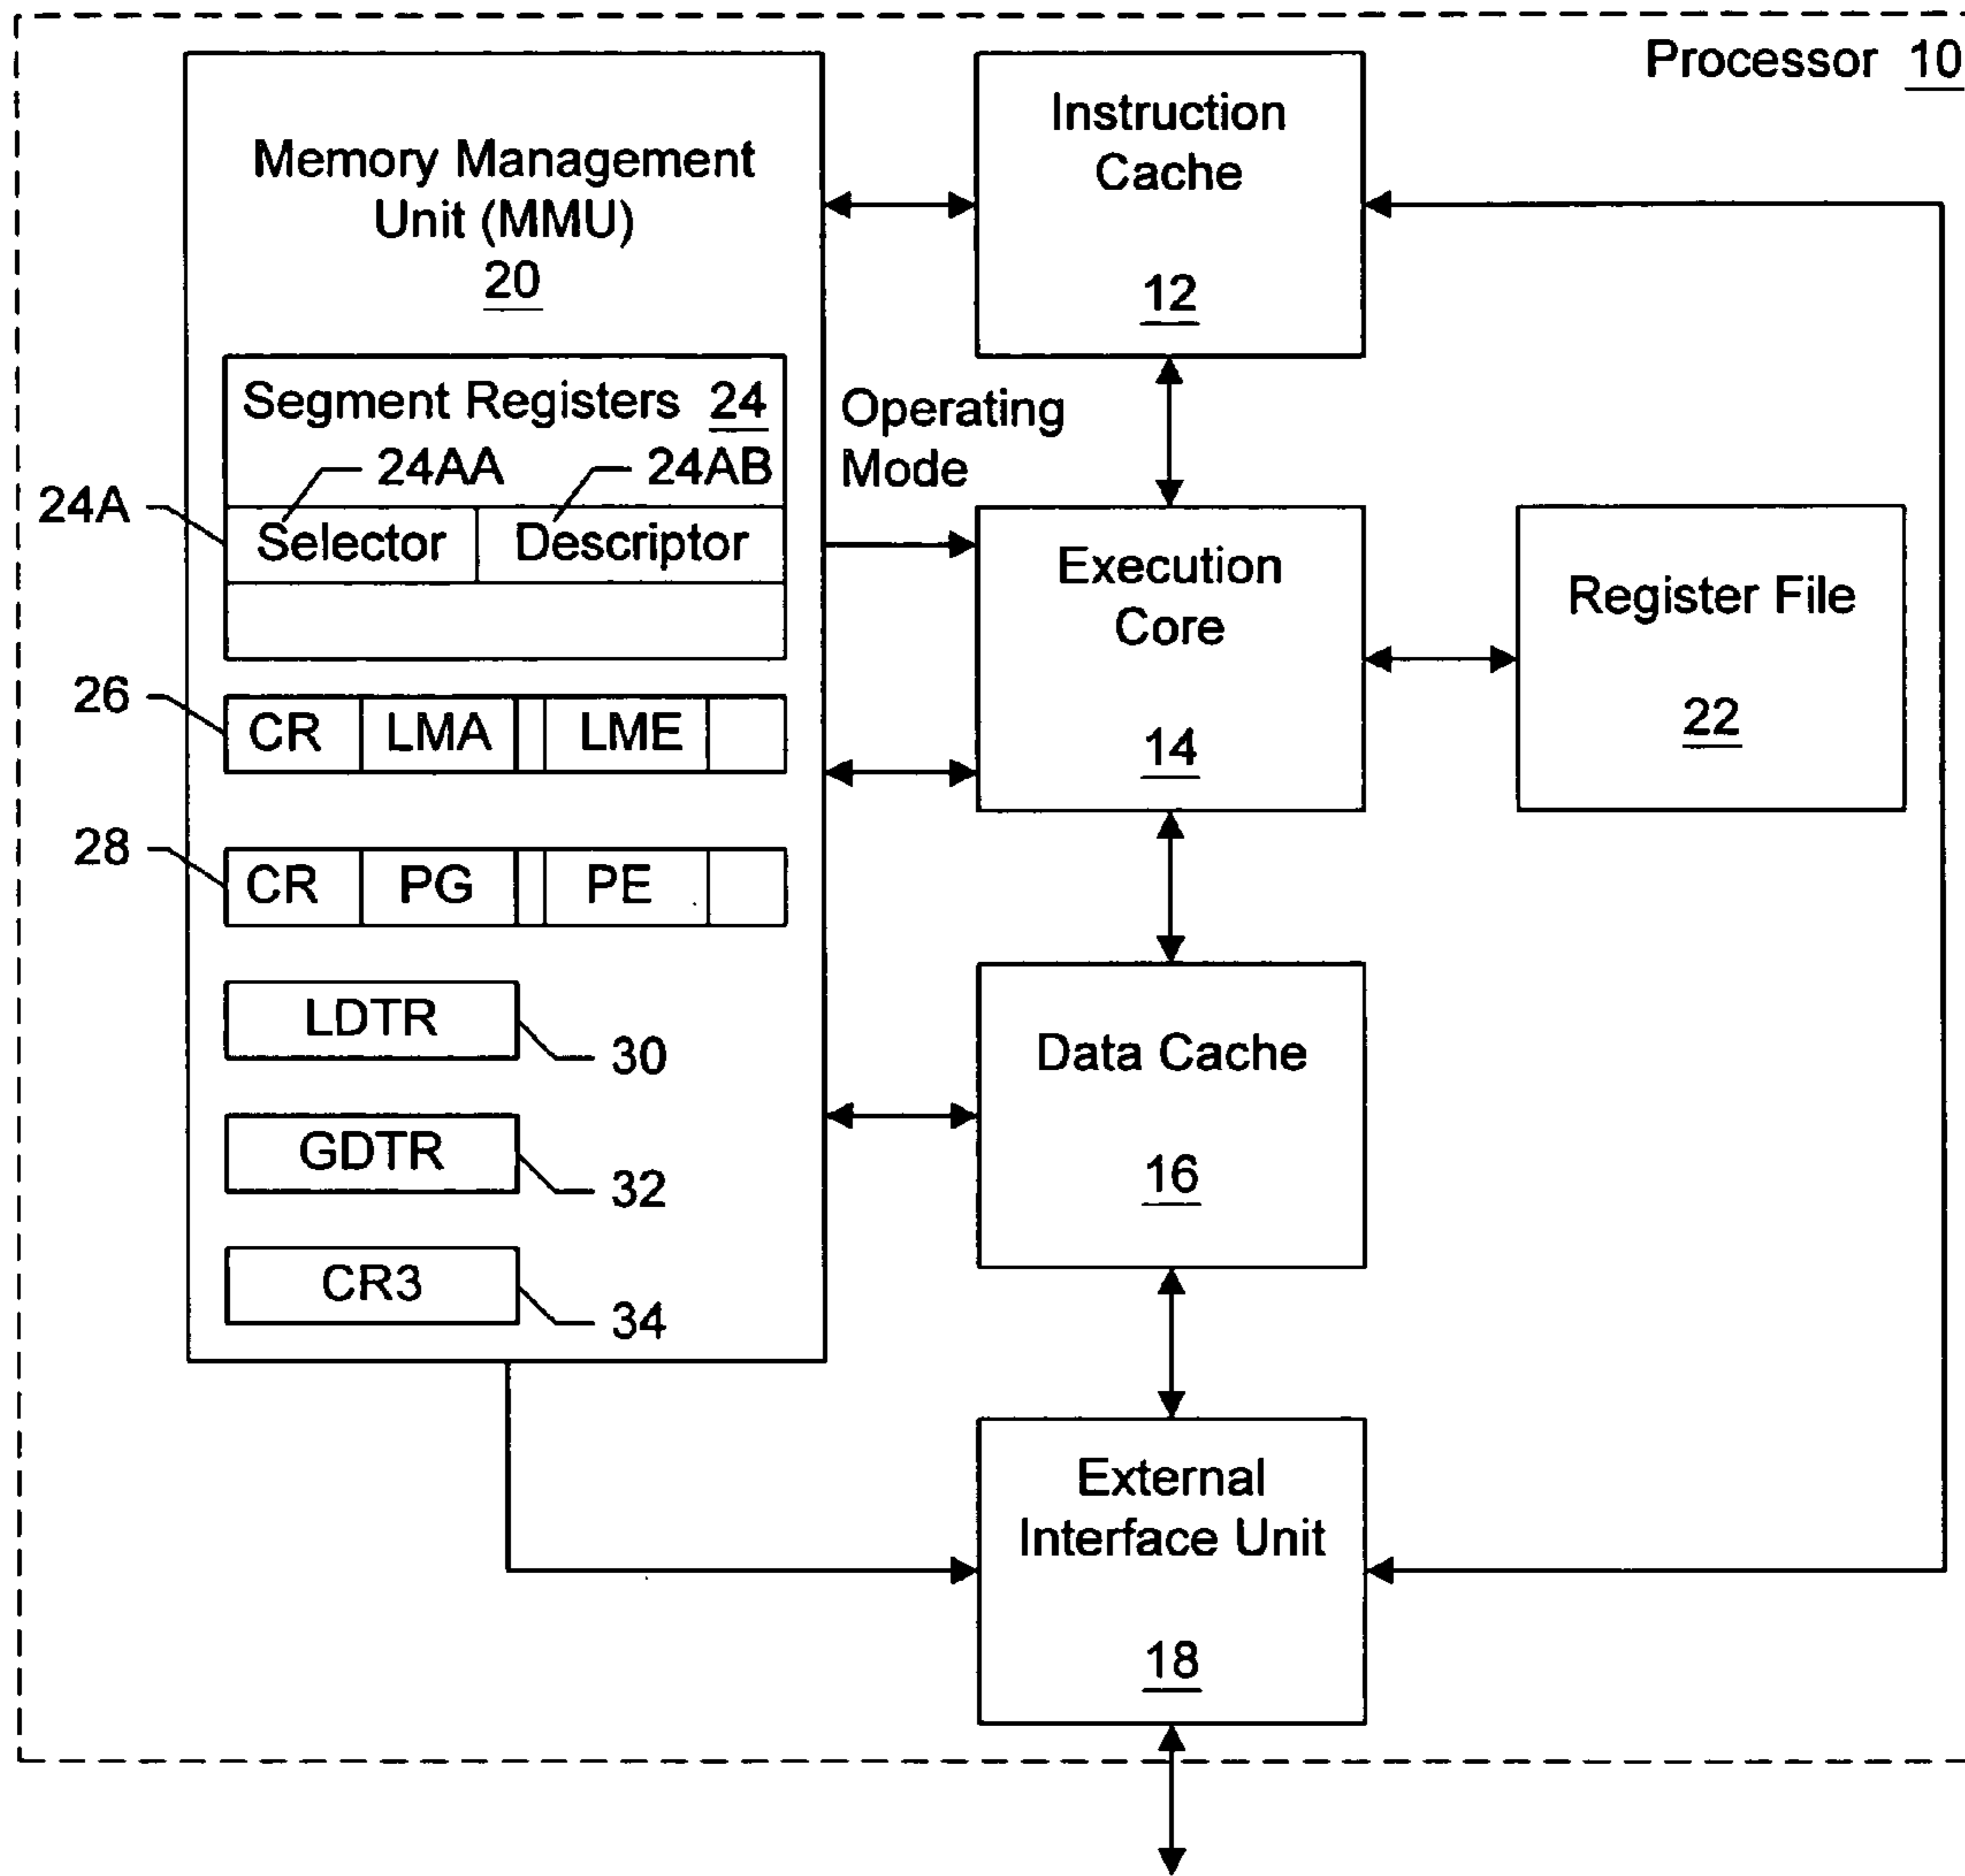 Processor 10
Memory Management
Unit (MMU)
20
Instruction
Cache
12
Segment Registers 24
24AA
24AB
24A
Selector
Descriptor
Operating
Mode
Execution
Core
14
Register File
22
26
CR
LMA
LME
28
CR
PG
PE
LDTR
30
GDTR
32
CR3
34
Data Cache
16
External
Interface Unit
18